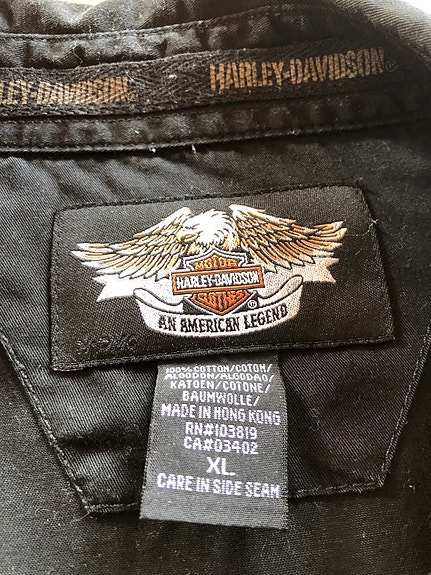 HARLEY-DAVIDSON
HARLEY-DAVIDSON®
MOTOR
HARLEY-DAVIDSON
CLOTHES
®
AN AMERICAN LEGEND
100% COTTON/COTON/
ALGODON/ALGODAO/
KATOEN/COTONE/
BAUMWOLLE/
MADE IN HONG KONG
RN#103819
CA#03402
XL
CARE IN SIDE SEAM